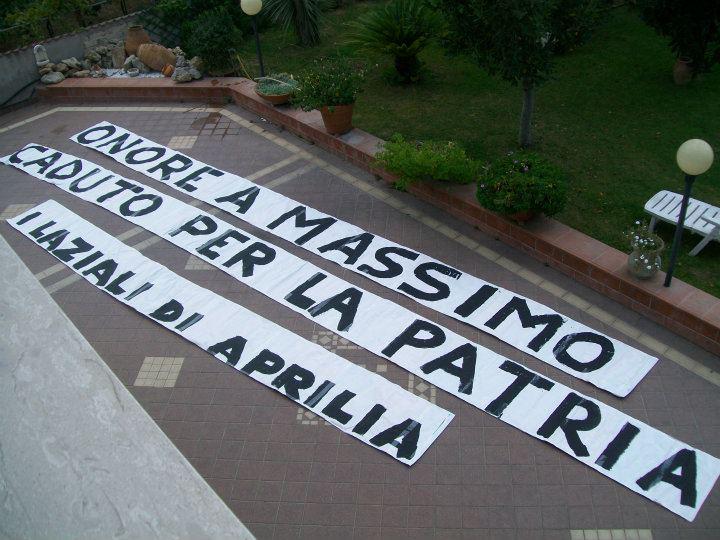 ONORE A MASSIMO
CADUTO PER LA PATRIA
I LAZIALI DI APRILIA